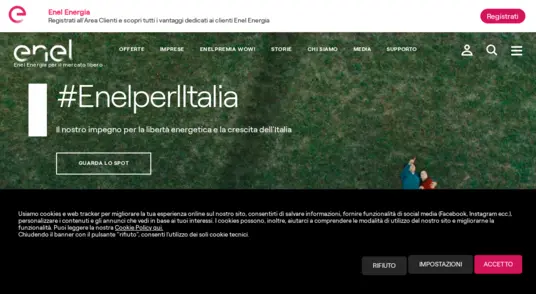 Enel Energia
Registrati all'Area Clienti e scopri tutti i vantaggi dedicati ai clienti Enel Energia
Registrati
enel
Enel Energia per il mercato libero
OFFERTE IMPRESE ENELPREMIA WOW! STORIE CHI SIAMO MEDIA SUPPORTO
#EnelperlItalia
Il nostro impegno per la libertà energetica e la crescita dell'Italia
GUARDA LO SPOT
Usiamo cookies e web tracker per migliorare la tua esperienza online sul nostro sito, consentirti di salvare informazioni, fornire funzionalità di social media (Facebook, Instagram ecc.),
personalizzare i contenuti e gli annunci che vedi in base ai tuoi interessi. I cookies possono, inoltre, aiutarci a comprendere le modalità di utilizzo del nostro sito e migliorarne la
funzionalità. Puoi leggere la nostra Cookie Policy qui.
Chiudendo il banner con il pulsante "rifiuto", consenti l'utilizzo dei soli cookie tecnici.
RIFIUTO IMPOSTAZIONI ACCETTO